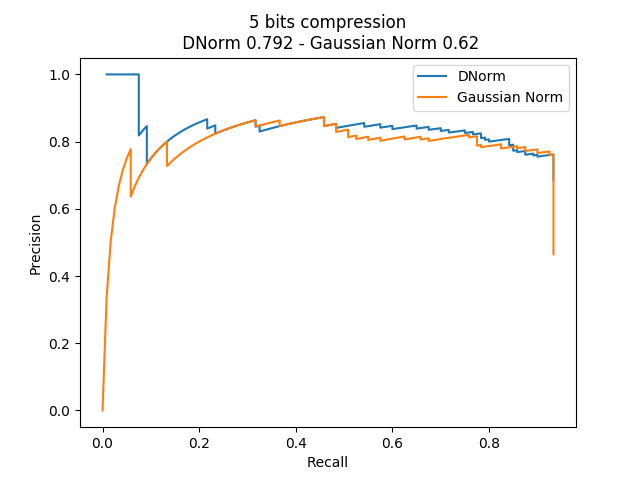 5 bits compression
DNorm 0.792 - Gaussian Norm 0.62
DNorm
Gaussian Norm
1.0
0.8
0.6
0.4
0.2
0.0
Precision
0.0 0.2 0.4 0.6 0.8
Recall